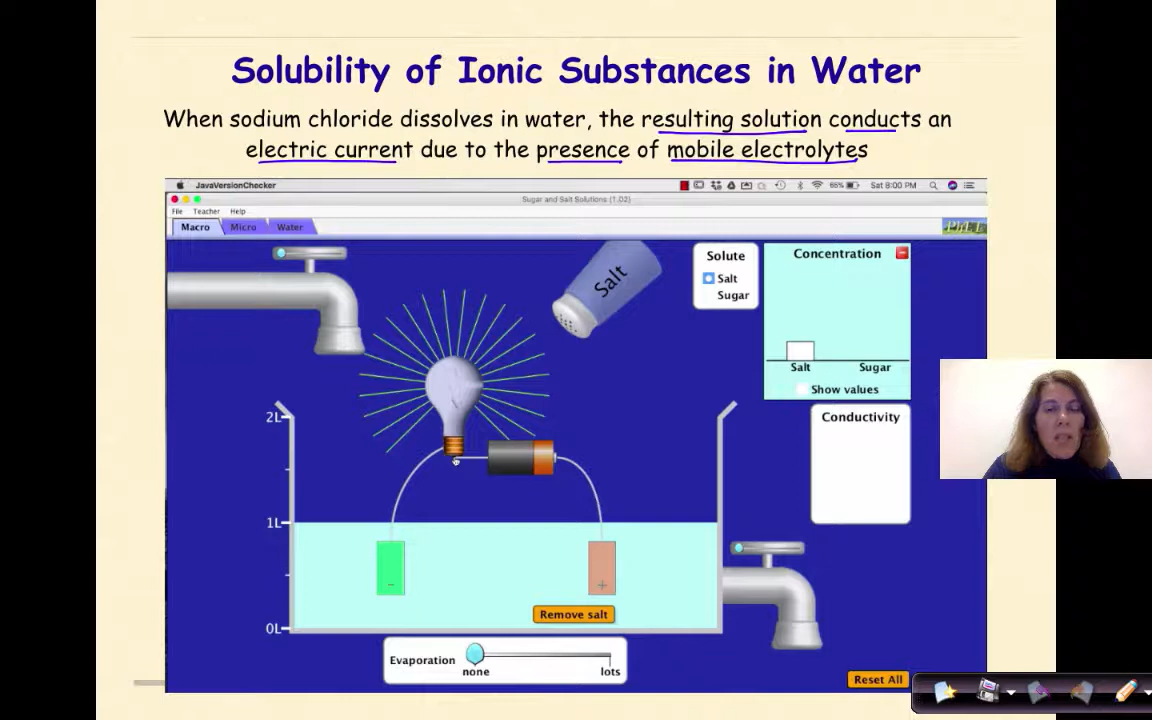 Solubility of Ionic Substances in Water
When sodium chloride dissolves in water, the resulting solution conducts an
electric current due to the presence of mobile electrolytes
JavaVersionChecker
66%
Sat 8:00 PM
Sugar and Salt Solutions (1.02)
File Teacher Help
Macro Micro Water
PhET
Salt
Solute
Salt
Sugar
Concentration
Salt Sugar
Show values
Conductivity
2L
1L
0L
-
+
Remove salt
Evaporation
none lots
Reset All